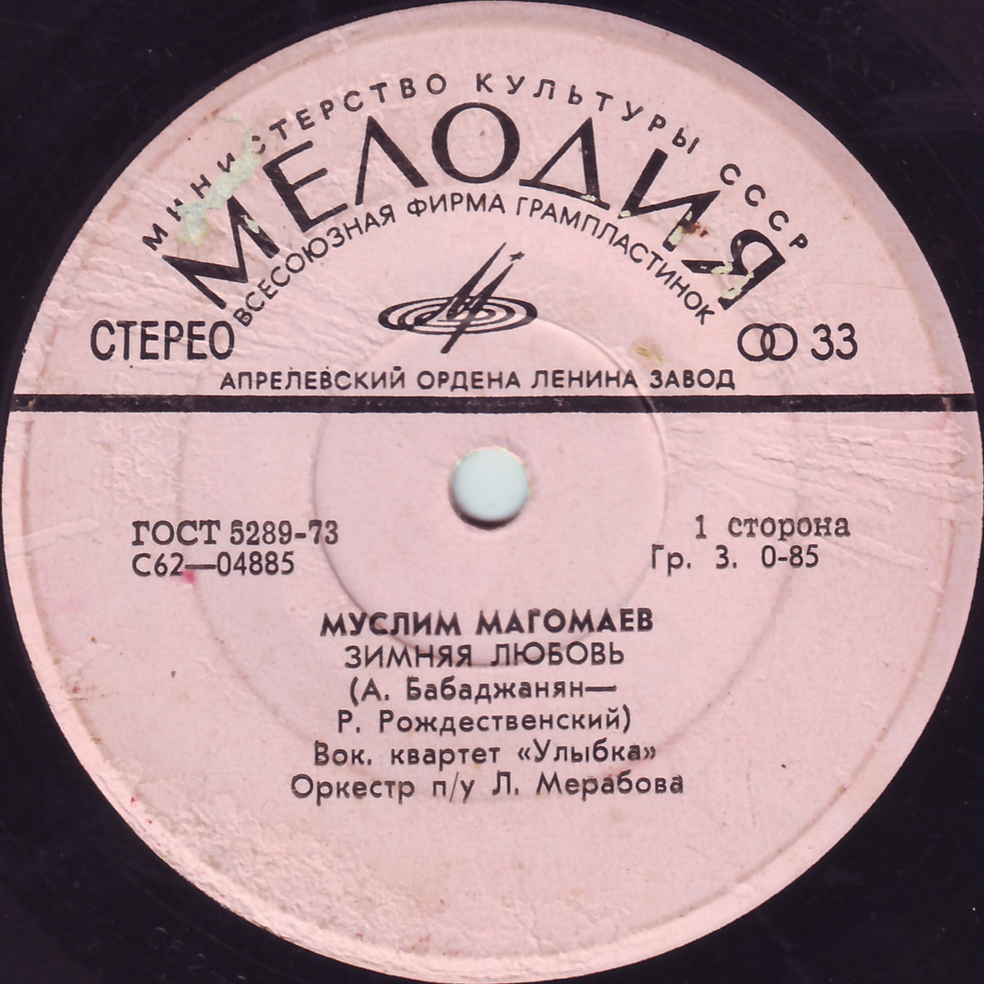 МИНИСТЕРСТВО КУЛЬТУРЫ СССР
МЕЛОДИЯ
ВСЕСОЮЗНАЯ ФИРМА ГРАМПЛАСТИНОК
СТЕРЕО
33
АПРЕЛЕВСКИЙ ОРДЕНА ЛЕНИНА ЗАВОД
ГОСТ 5289-73
С62—04885
1 сторона
Гр. 3. 0-85
МУСЛИМ МАГОМАЕВ
ЗИМНЯЯ ЛЮБОВЬ
(А. Бабаджанян—
Р. Рождественский)
Вок. квартет «Улыбка»
Оркестр п/у Л. Мерабова